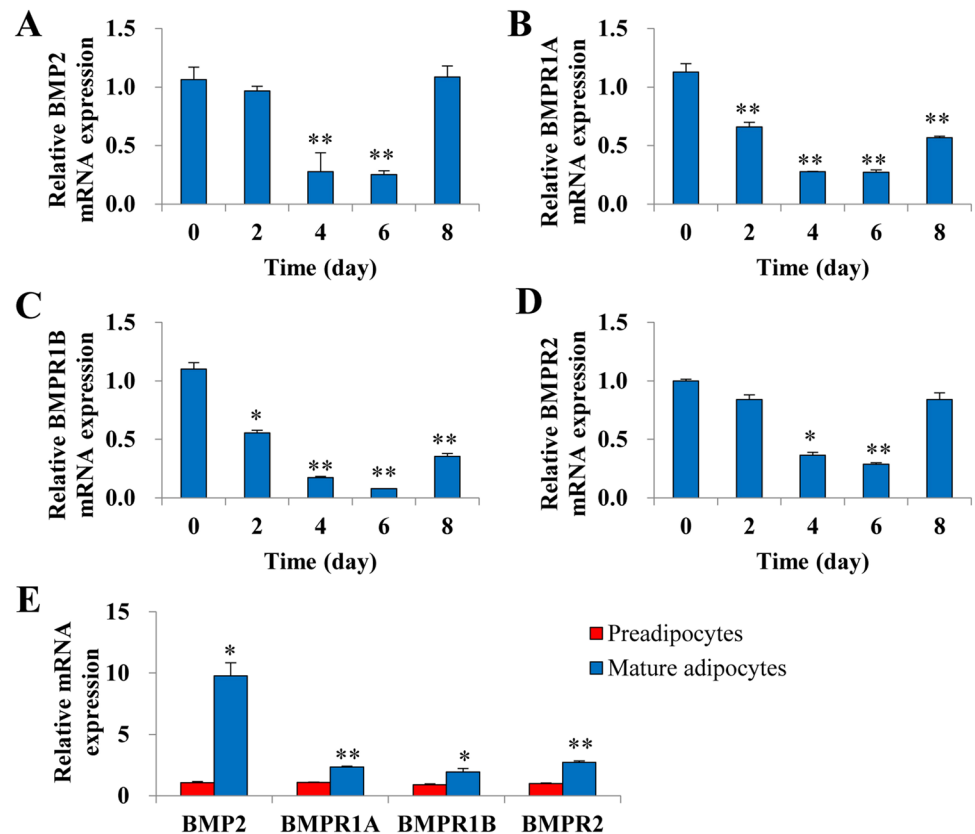 A
Relative BMP2
mRNA expression
1.5
1.0
0.5
0.0
**
**
0 2 4 6 8
Time (day)
B
Relative BMPR1A
mRNA expression
1.5
1.0
0.5
0.0
**
**
**
**
0 2 4 6 8
Time (day)
C
Relative BMPR1B
mRNA expression
1.5
1.0
0.5
0.0
*
**
**
**
0 2 4 6 8
Time (day)
D
Relative BMPR2
mRNA expression
1.5
1.0
0.5
0.0
*
**
0 2 4 6 8
Time (day)
E
Relative mRNA
expression
15
10
5
0
*
**
*
**
BMP2 BMPR1A BMPR1B BMPR2
Preadipocytes
Mature adipocytes